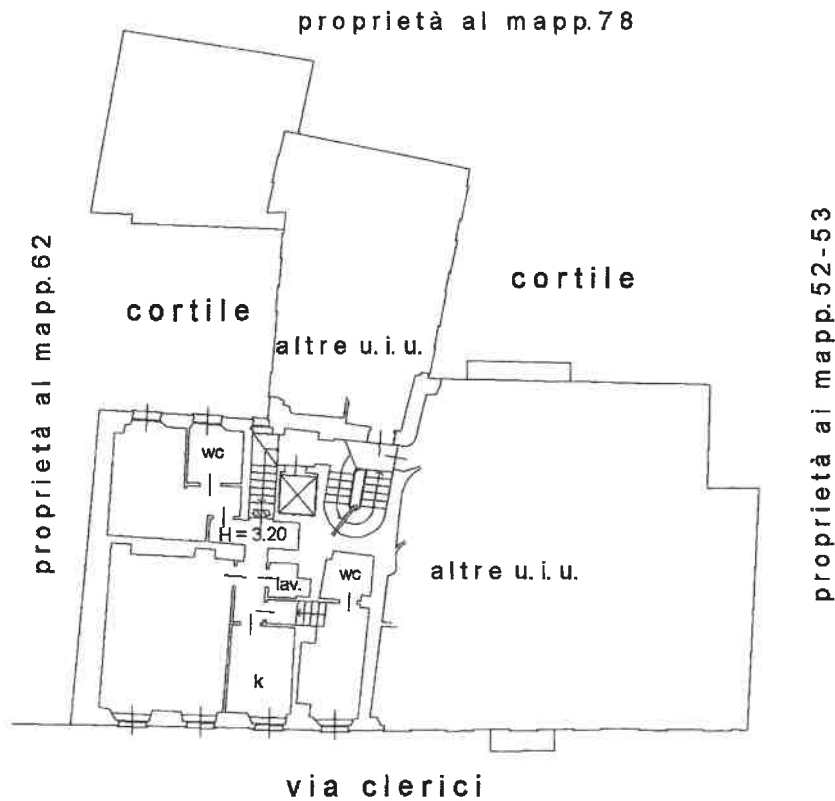 proprietà al mapp.78
proprietà al mapp.62
cortile
cortile
proprietà ai mapp.52-53
altre u.i.u.
wc
H = 3.20
wc
altre u.i.u.
lav.
k
via clerici